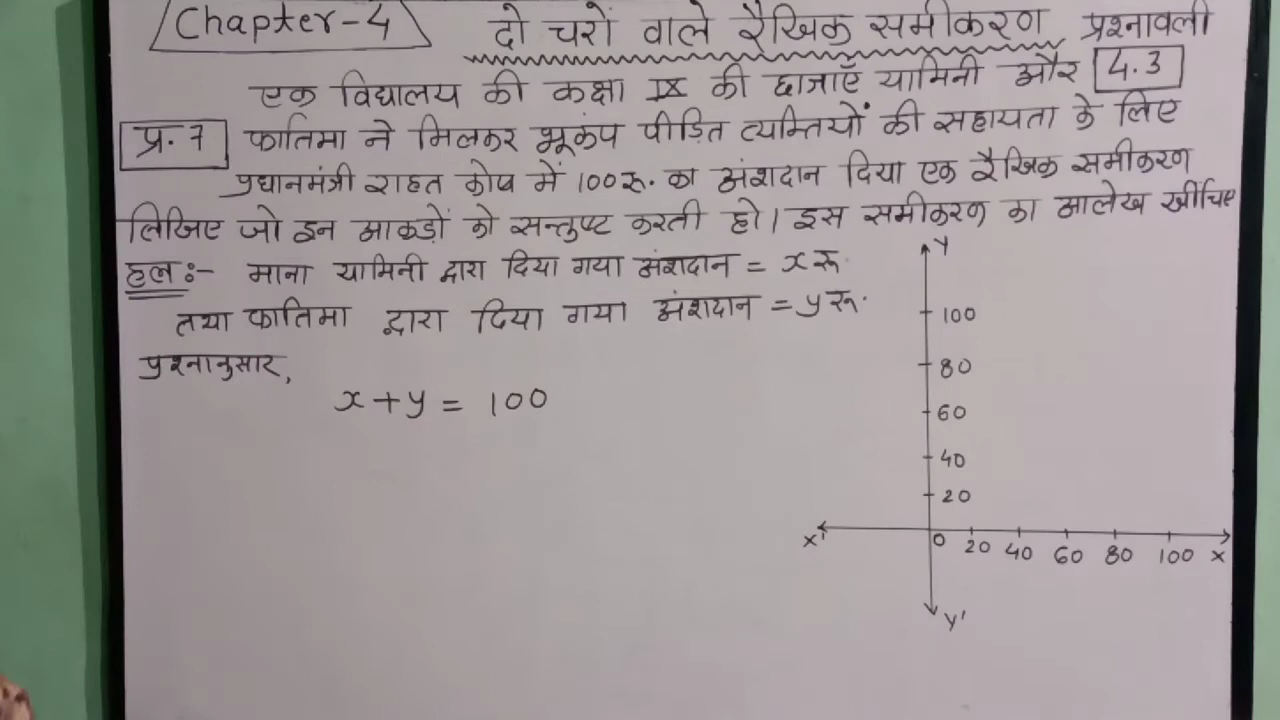 Chapter-4 दो चरों वाले रैखिक समीकरण प्रश्नावली
4.3
एक विद्यालय की कक्षा IX की छात्राएँ यामिनी और
प्र. 7 फातिमा ने मिलकर भूकंप पीड़ित व्यक्तियों की सहायता के लिए
प्रधानमंत्री राहत कोष में 100 रू. का अंशदान दिया एक रैखिक समीकरण
लिखिए जो इन आकड़ों को सन्तुष्ट करती हो। इस समीकरण का आलेख खींचिए
हल :- माना यामिनी द्वारा दिया गया अंशदान = x रू.
तथा फातिमा द्वारा दिया गया अंशदान = y रू.
प्रश्नानुसार,
x + y = 100
Y
100
80
60
40
20
X' 0 20 40 60 80 100 X
Y'